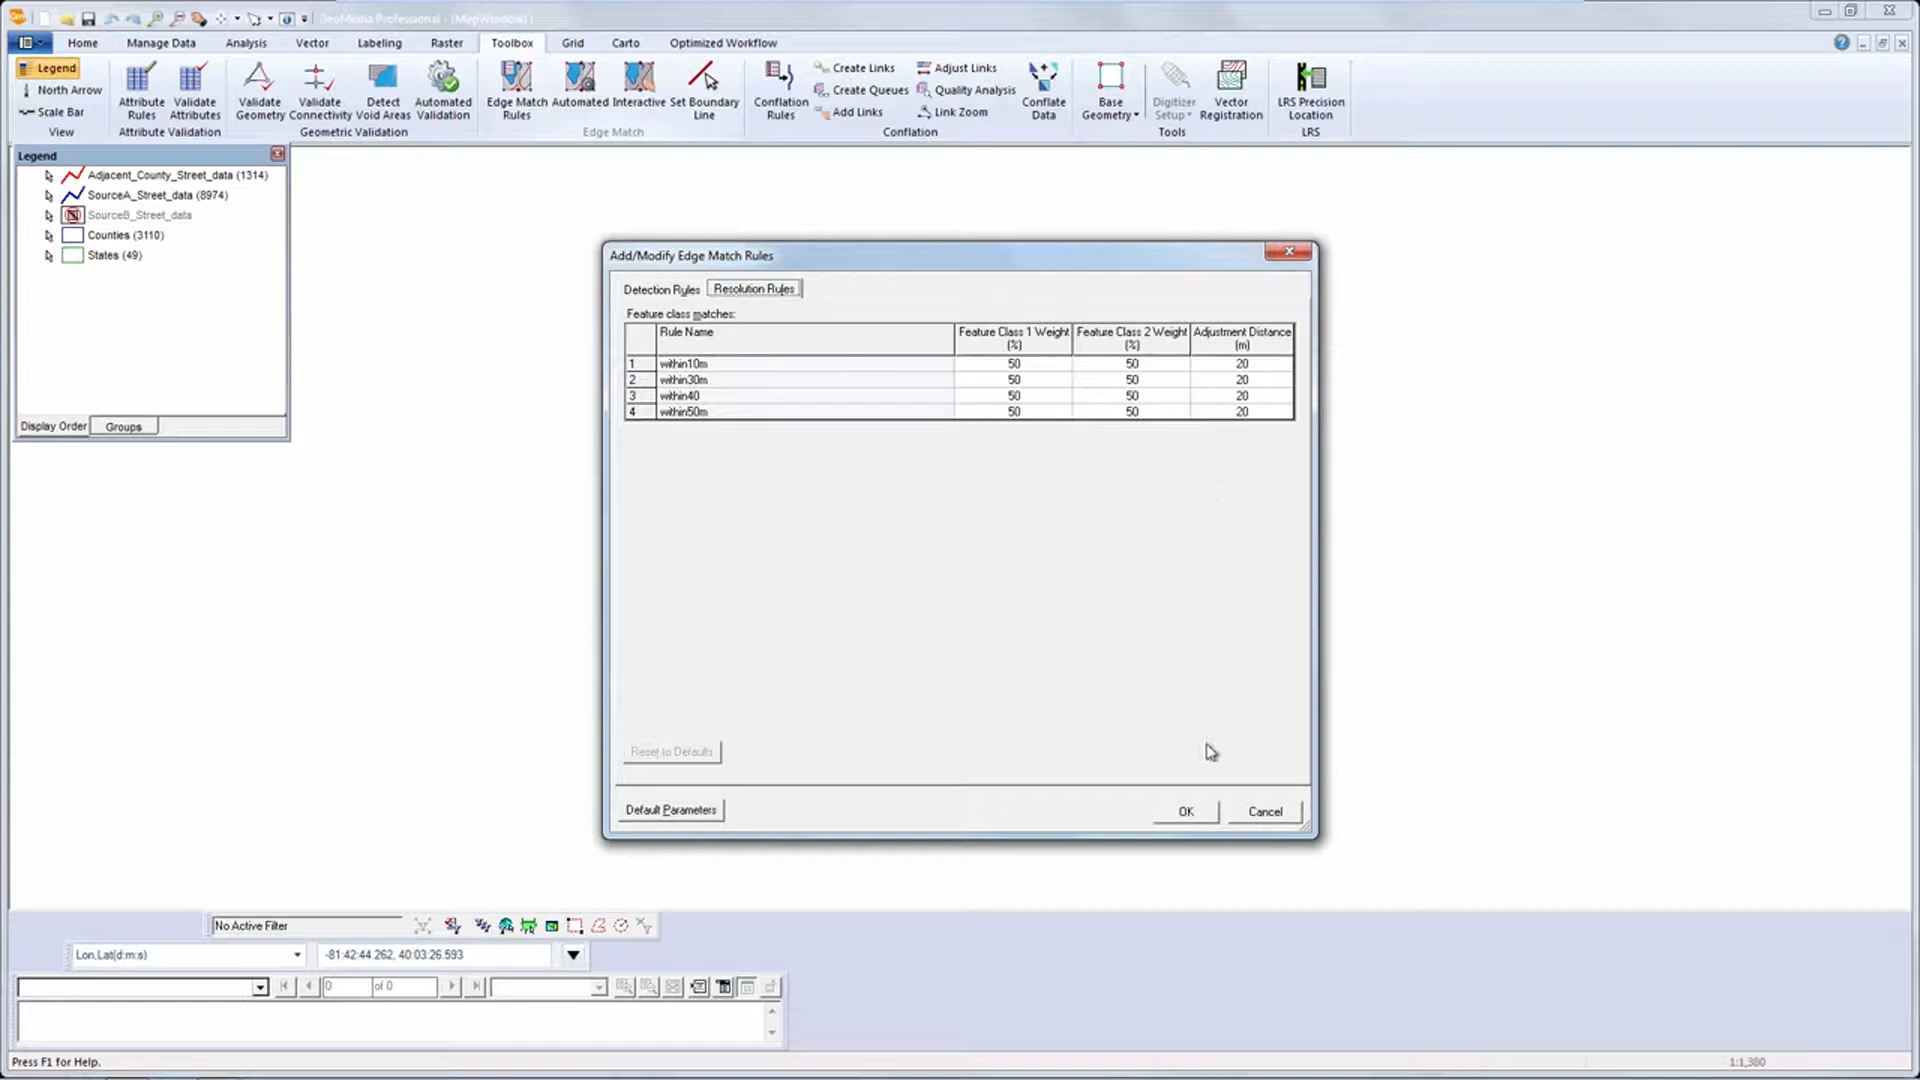 GeoMedia Professional - (MapWindow1)
Home Manage Data Analysis Vector Labeling Raster Toolbox Grid Carto Optimized Workflow
Legend
North Arrow
Scale Bar
View
Attribute Rules
Validate Attributes
Attribute Validation
Validate Geometry
Validate Connectivity
Detect Void Areas
Automated Validation
Geometric Validation
Edge Match Rules
Automated
Interactive
Set Boundary Line
Edge Match
Conflation Rules
Create Links
Create Queues
Add Links
Adjust Links
Quality Analysis
Link Zoom
Conflate Data
Conflation
Base Geometry
Digitizer Setup
Vector Registration
Tools
LRS Precision Location
LRS
Legend
Adjacent_County_Street_data (1314)
SourceA_Street_data (8974)
SourceB_Street_data
Counties (3110)
States (49)
Display Order Groups
Add/Modify Edge Match Rules
Detection Rules Resolution Rules
Feature class matches:
Rule Name Feature Class 1 Weight (%) Feature Class 2 Weight (%) Adjustment Distance (m)
1 within10m 50 50 20
2 within30m 50 50 20
3 within40 50 50 20
4 within50m 50 50 20
Reset to Defaults
Default Parameters OK Cancel
No Active Filter
Lon,Lat(d:m:s) -81:42:44.262, 40:03:26.593
0 of 0
Press F1 for Help. 1:1,380